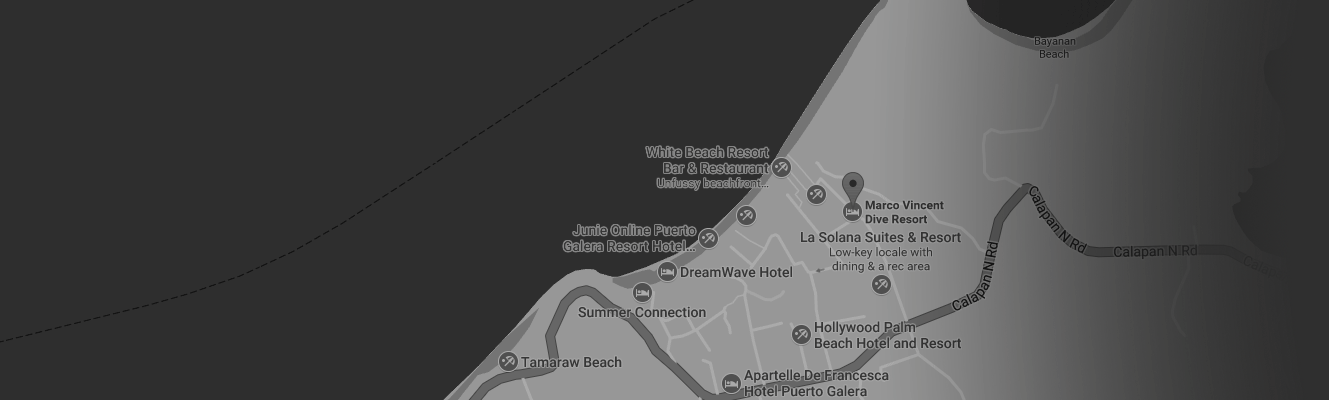 Bayanan
Beach
White Beach Resort
Bar & Restaurant
Unfussy beachfront...
Marco Vincent
Dive Resort
Junie Online Puerto
Galera Resort Hotel...
La Solana Suites & Resort
Low-key locale with
dining & a rec area
DreamWave Hotel
Summer Connection
Calapan N Rd
Calapan N Rd
Calapan N Rd
Calapan N Rd
Hollywood Palm
Beach Hotel and Resort
Tamaraw Beach
Apartelle De Francesca
Hotel Puerto Galera